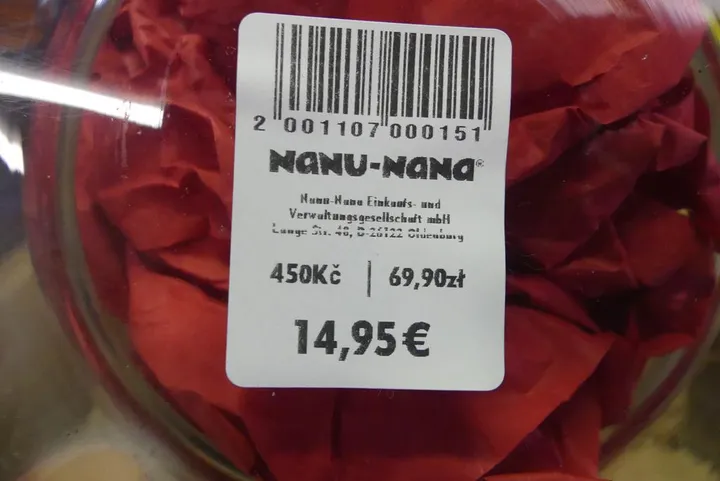 2 001107 000151
NANU-NANA®
Nanu-Nana Einkaufs- und
Verwaltungsgesellschaft mbH
Lange Str. 48, D-26122 Oldenburg
450Kč | 69,90zł
14,95€